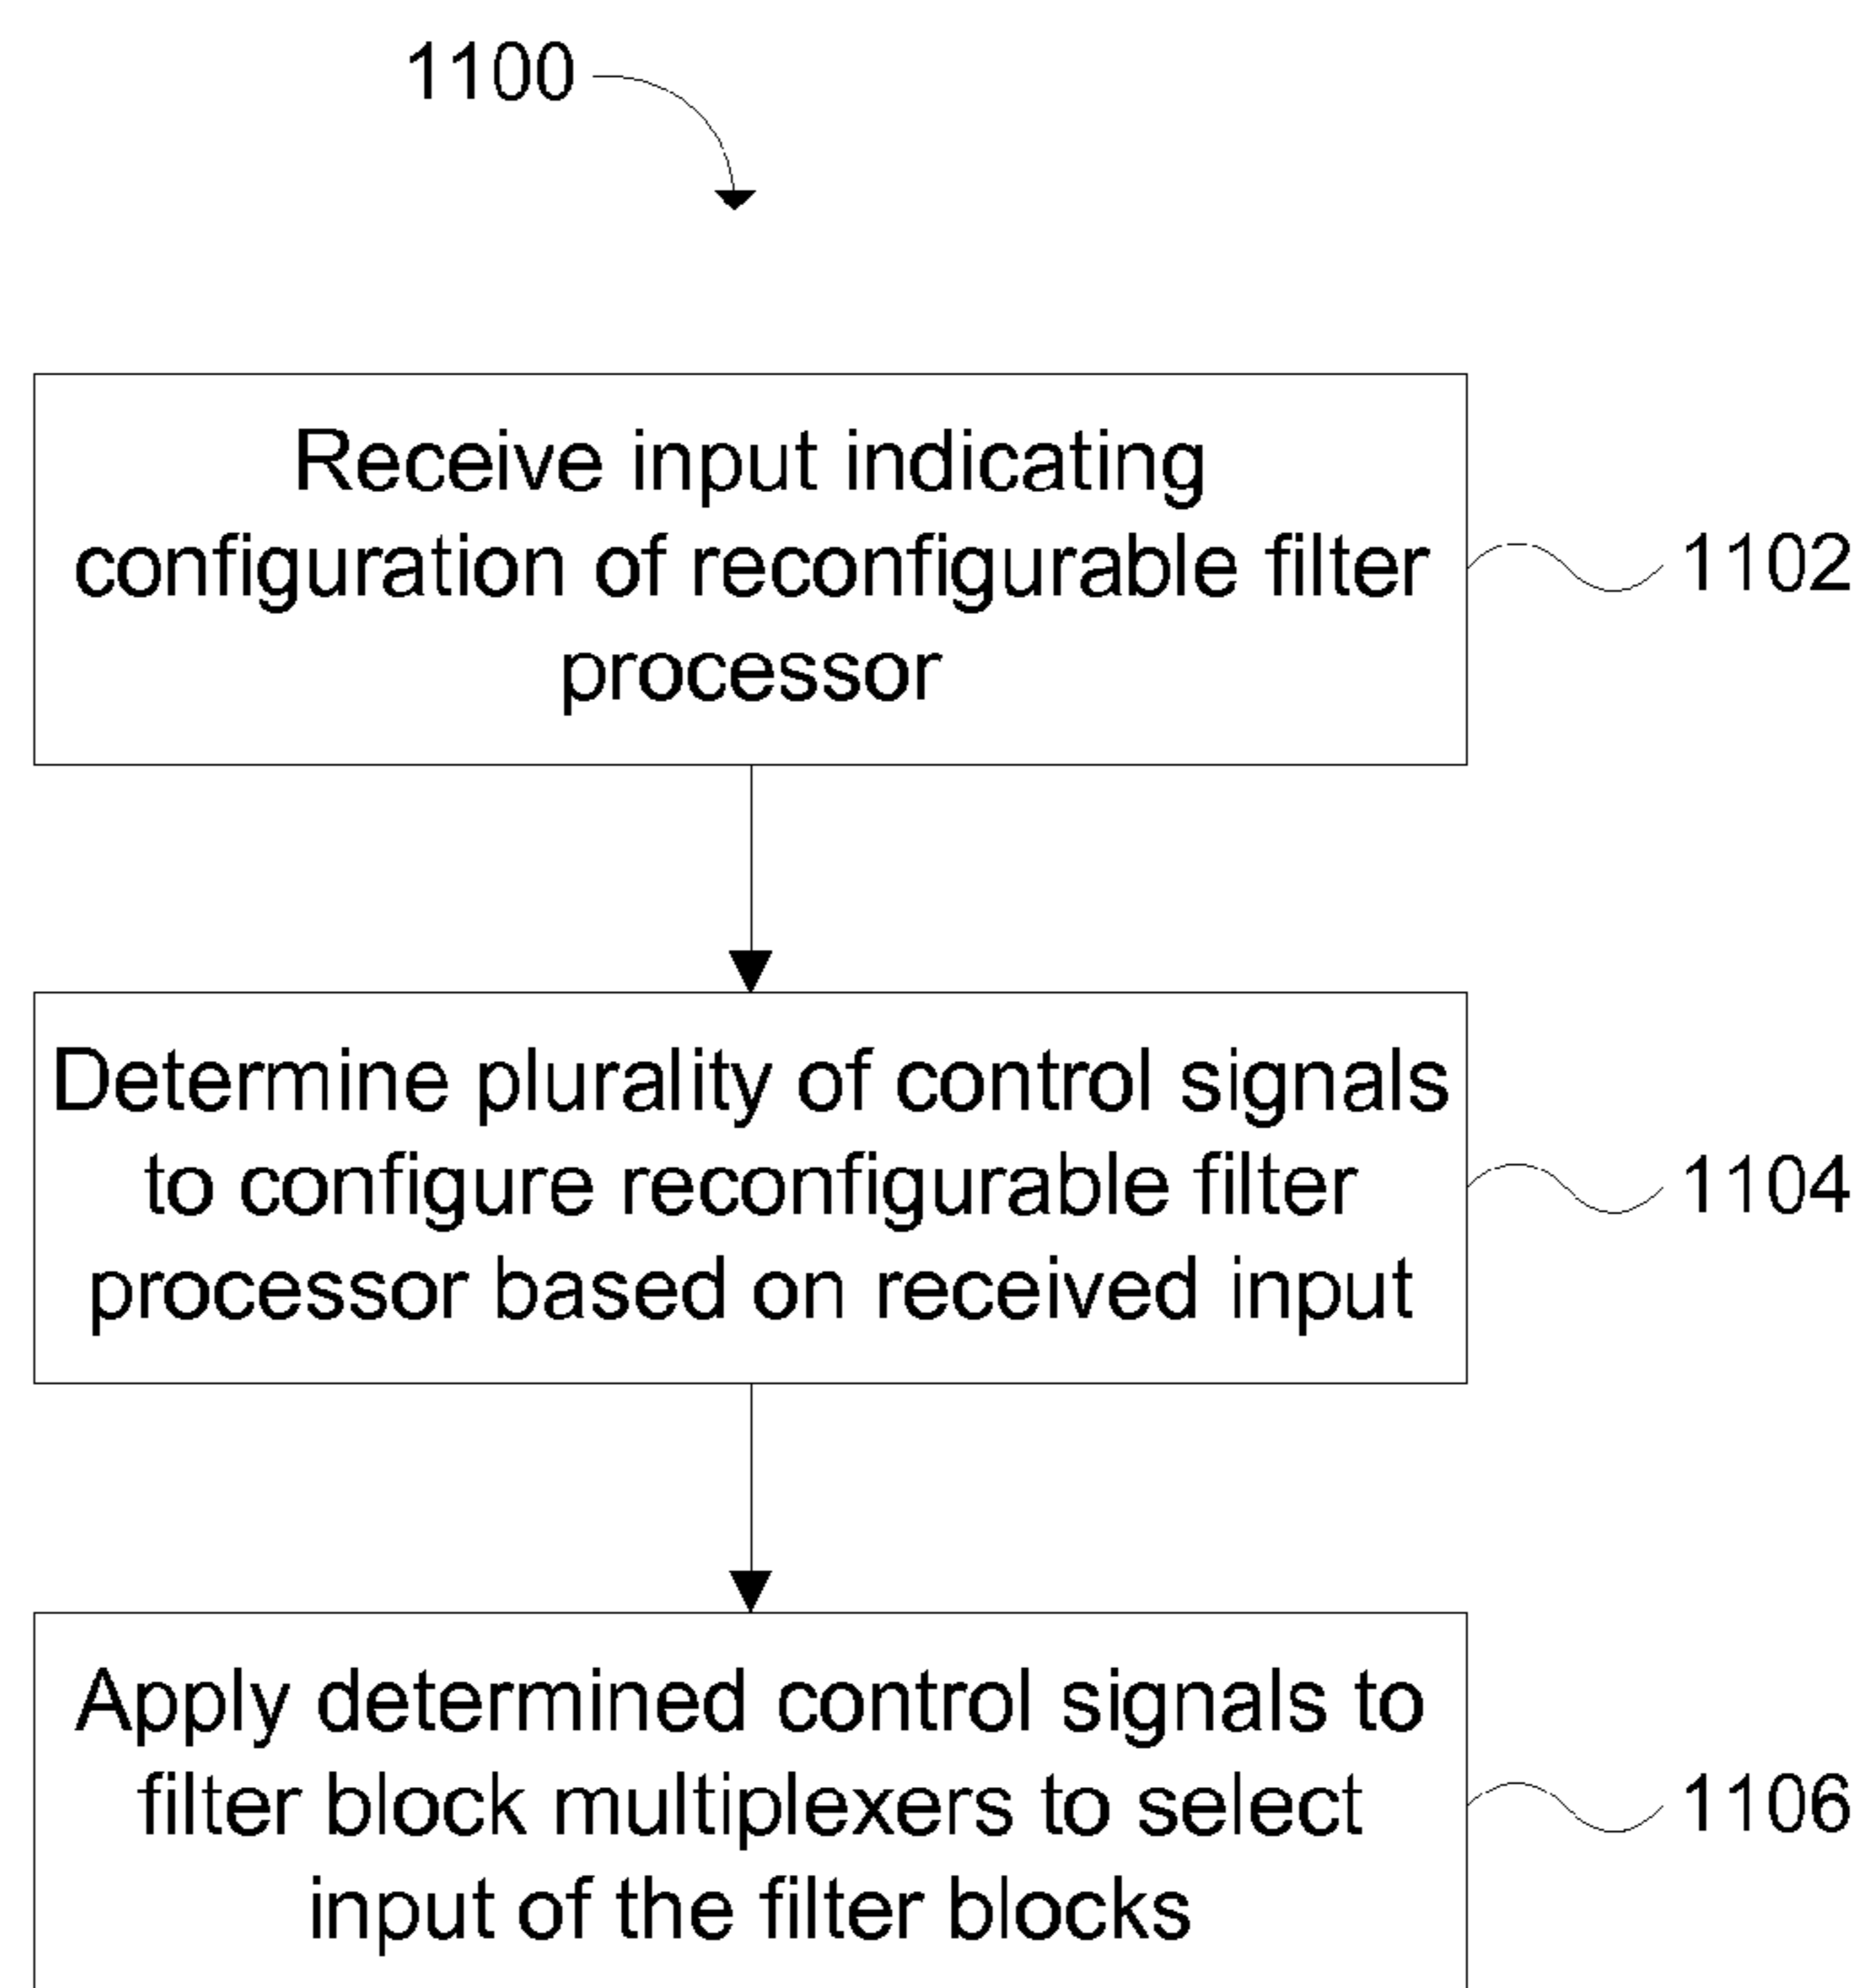 1100
Receive input indicating
configuration of reconfigurable filter
processor
1102
Determine plurality of control signals
to configure reconfigurable filter
processor based on received input
1104
Apply determined control signals to
filter block multiplexers to select
input of the filter blocks
1106